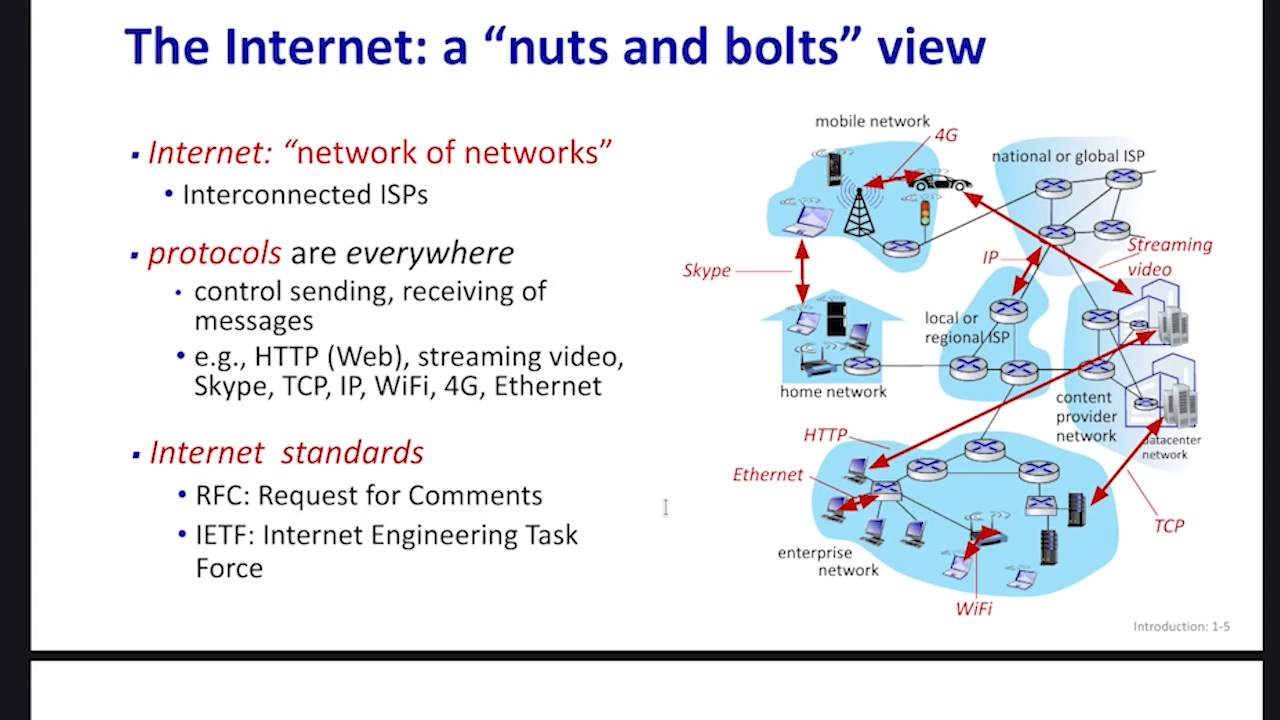 The Internet: a “nuts and bolts” view
▪ Internet: “network of networks”
• Interconnected ISPs
▪ protocols are everywhere
• control sending, receiving of
messages
• e.g., HTTP (Web), streaming video,
Skype, TCP, IP, WiFi, 4G, Ethernet
▪ Internet standards
• RFC: Request for Comments
• IETF: Internet Engineering Task
Force
mobile network
4G
national or global ISP
Skype
IP
Streaming
video
local or
regional ISP
home network
content
provider
network
datacenter
network
HTTP
Ethernet
TCP
enterprise
network
WiFi
Introduction: 1-5